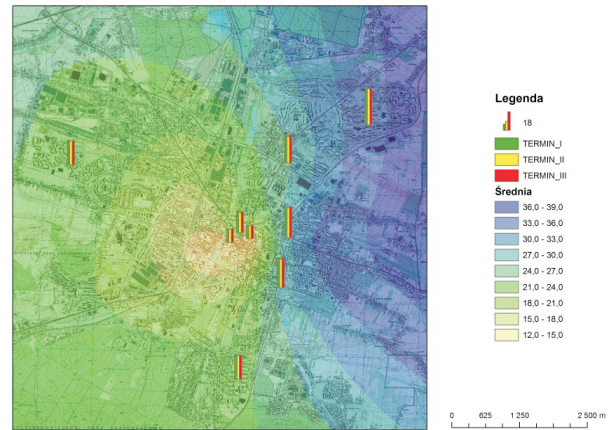 Legenda
18
TERMIN_I
TERMIN_II
TERMIN_III
Średnia
36,0 - 39,0
33,0 - 36,0
30,0 - 33,0
27,0 - 30,0
24,0 - 27,0
21,0 - 24,0
18,0 - 21,0
15,0 - 18,0
12,0 - 15,0
0 625 1 250 2 500 m